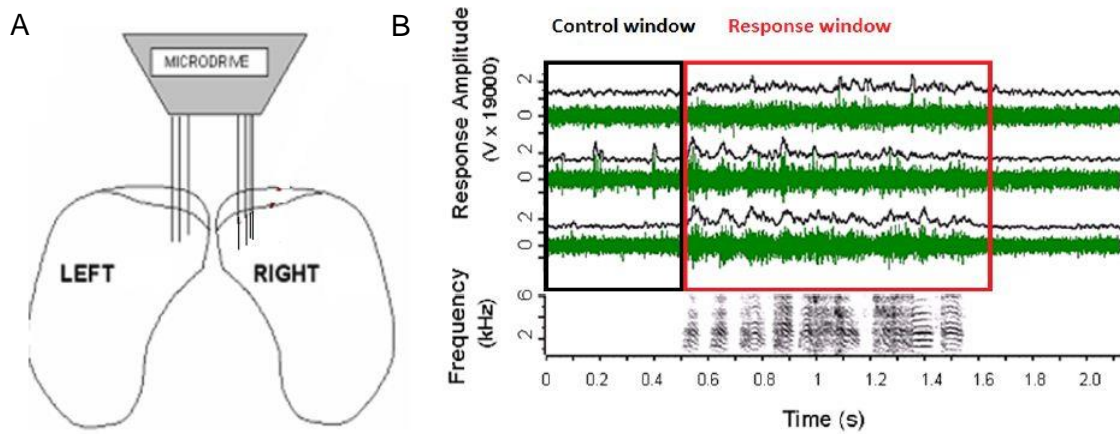 A
MICRODRIVE
LEFT
RIGHT
B
Control window
Response window
Response Amplitude
(V x 19000)
2
0
2
0
2
0
Frequency
(kHz)
6
2
0
0.2
0.4
0.6
0.8
1
1.2
1.4
1.6
1.8
2.0
Time (s)